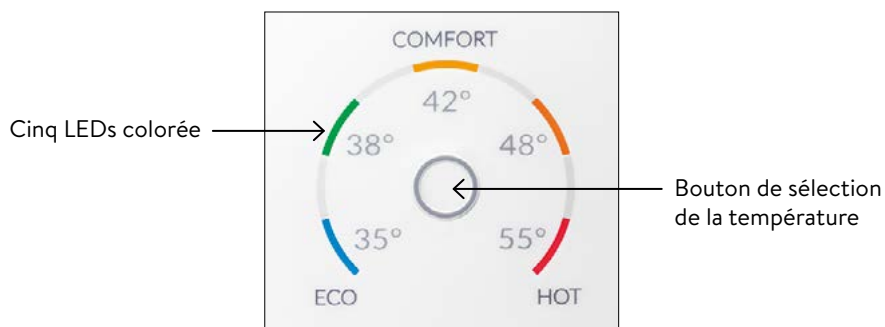 COMFORT
42°
Cinq LEDs colorée
38°
48°
Bouton de sélection
de la température
35°
55°
ECO
HOT